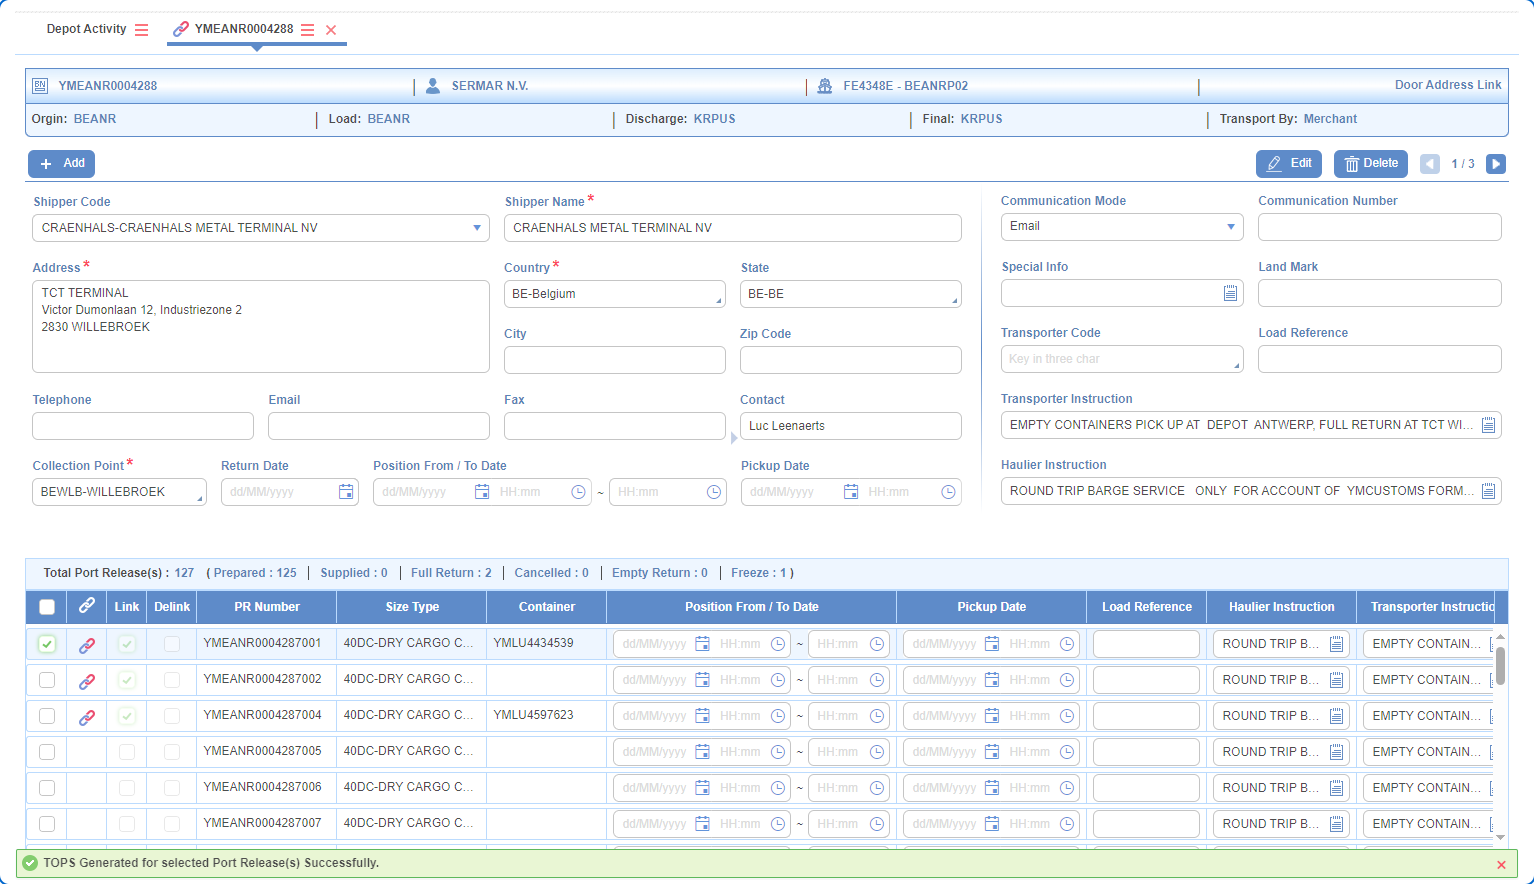 Depot Activity
YMEANR0004288
BN YMEANR0004288 SERMAR N.V. FE4348E - BEANRP02 Door Address Link
Orgin: BEANR Load: BEANR Discharge: KRPUS Final: KRPUS Transport By: Merchant
+ Add Edit Delete 1 / 3
Shipper Code Shipper Name * Communication Mode Communication Number
CRAENHALS-CRAENHALS METAL TERMINAL NV CRAENHALS METAL TERMINAL NV Email
Address * Country * State Special Info Land Mark
TCT TERMINAL
Victor Dumonlaan 12, Industriezone 2
2830 WILLEBROEK
BE-Belgium BE-BE
City Zip Code Transporter Code Load Reference
Key in three char
Telephone Email Fax Contact Transporter Instruction
Luc Leenaerts EMPTY CONTAINERS PICK UP AT DEPOT ANTWERP, FULL RETURN AT TCT WI...
Collection Point * Return Date Position From / To Date Pickup Date Haulier Instruction
BEWLB-WILLEBROEK dd/MM/yyyy dd/MM/yyyy HH:mm ~ HH:mm dd/MM/yyyy HH:mm ROUND TRIP BARGE SERVICE ONLY FOR ACCOUNT OF YMCUSTOMS FORM...
Total Port Release(s) : 127 ( Prepared : 125 | Supplied : 0 | Full Return : 2 | Cancelled : 0 | Empty Return : 0 | Freeze : 1 )
Link Delink PR Number Size Type Container Position From / To Date Pickup Date Load Reference Haulier Instruction Transporter Instructio
YMEANR0004287001 40DC-DRY CARGO C... YMLU4434539 dd/MM/yyyy HH:mm ~ HH:mm dd/MM/yyyy HH:mm ROUND TRIP B... EMPTY CONTAIN...
YMEANR0004287002 40DC-DRY CARGO C... dd/MM/yyyy HH:mm ~ HH:mm dd/MM/yyyy HH:mm ROUND TRIP B... EMPTY CONTAIN...
YMEANR0004287004 40DC-DRY CARGO C... YMLU4597623 dd/MM/yyyy HH:mm ~ HH:mm dd/MM/yyyy HH:mm ROUND TRIP B... EMPTY CONTAIN...
YMEANR0004287005 40DC-DRY CARGO C... dd/MM/yyyy HH:mm ~ HH:mm dd/MM/yyyy HH:mm ROUND TRIP B... EMPTY CONTAIN...
YMEANR0004287006 40DC-DRY CARGO C... dd/MM/yyyy HH:mm ~ HH:mm dd/MM/yyyy HH:mm ROUND TRIP B... EMPTY CONTAIN...
YMEANR0004287007 40DC-DRY CARGO C... dd/MM/yyyy HH:mm ~ HH:mm dd/MM/yyyy HH:mm ROUND TRIP B... EMPTY CONTAIN...
TOPS Generated for selected Port Release(s) Successfully.